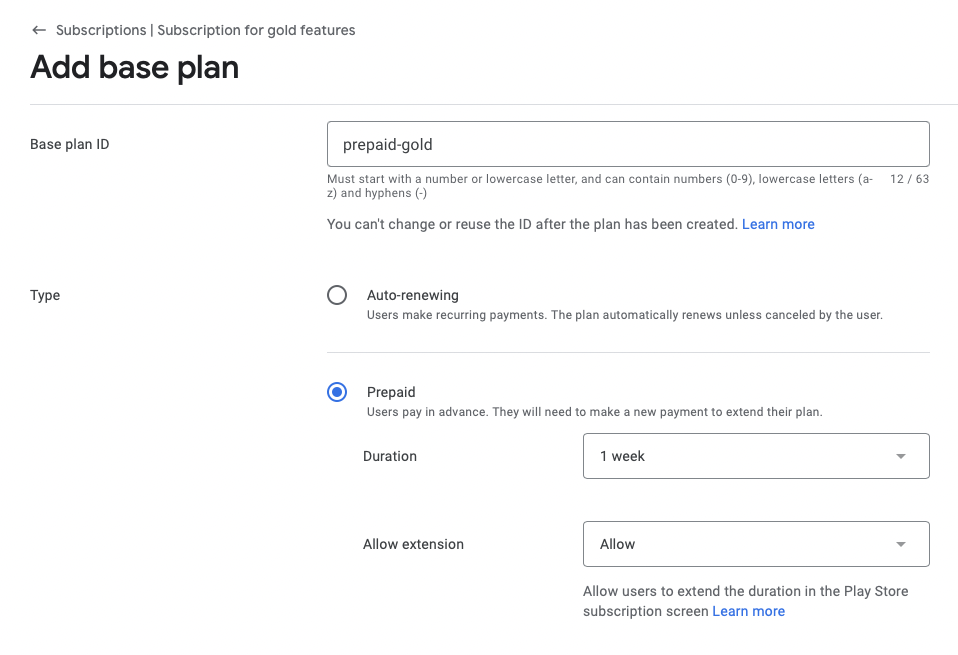 ← Subscriptions | Subscription for gold features
Add base plan
Base plan ID
prepaid-gold
Must start with a number or lowercase letter, and can contain numbers (0-9), lowercase letters (a-
z) and hyphens (-)
12 / 63
You can't change or reuse the ID after the plan has been created. Learn more
Type
Auto-renewing
Users make recurring payments. The plan automatically renews unless canceled by the user.
Prepaid
Users pay in advance. They will need to make a new payment to extend their plan.
Duration
1 week
Allow extension
Allow
Allow users to extend the duration in the Play Store
subscription screen Learn more